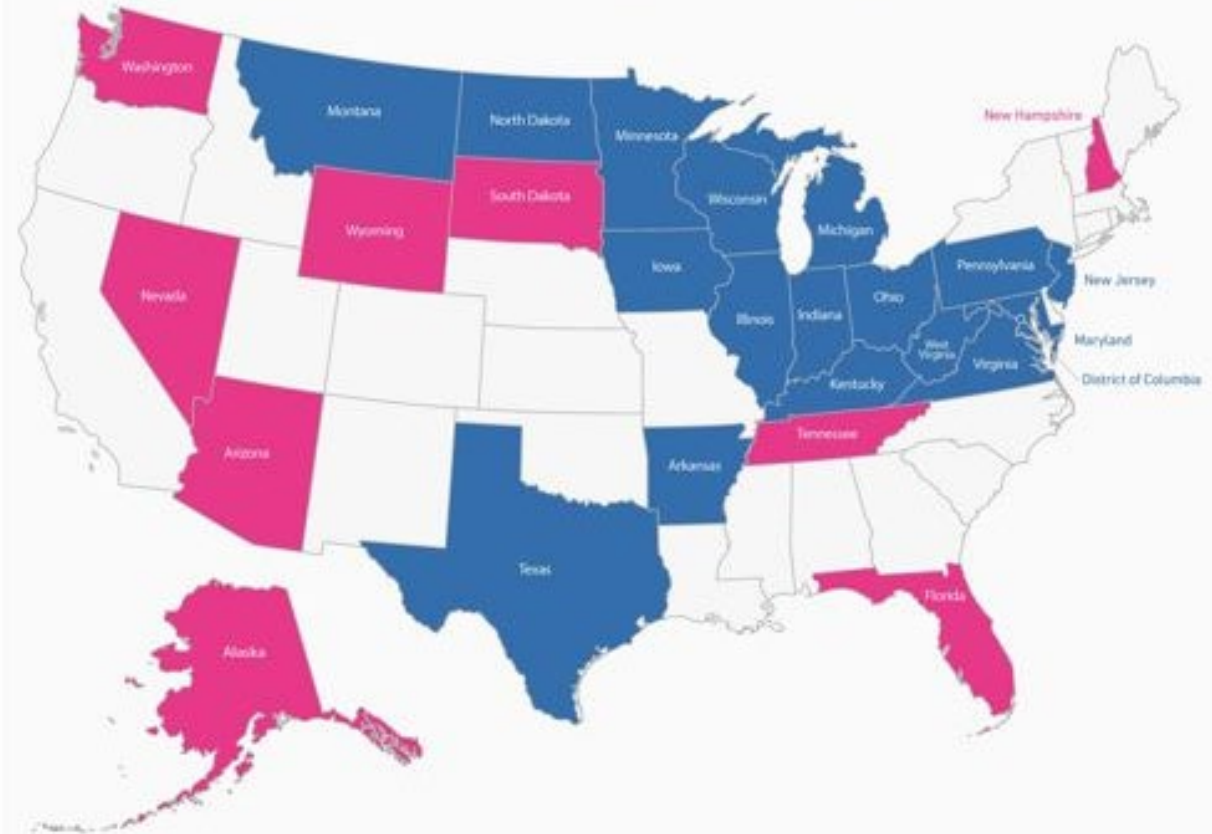 Washington
Montana
North Dakota
Minnesota
New Hampshire
South Dakota
Wisconsin
Wyoming
Michigan
Iowa
Pennsylvania
New Jersey
Nevada
Ohio
Illinois
Indiana
Maryland
West
Virginia
Virginia
District of Columbia
Kentucky
Tennessee
Arizona
Arkansas
Texas
Florida
Alaska